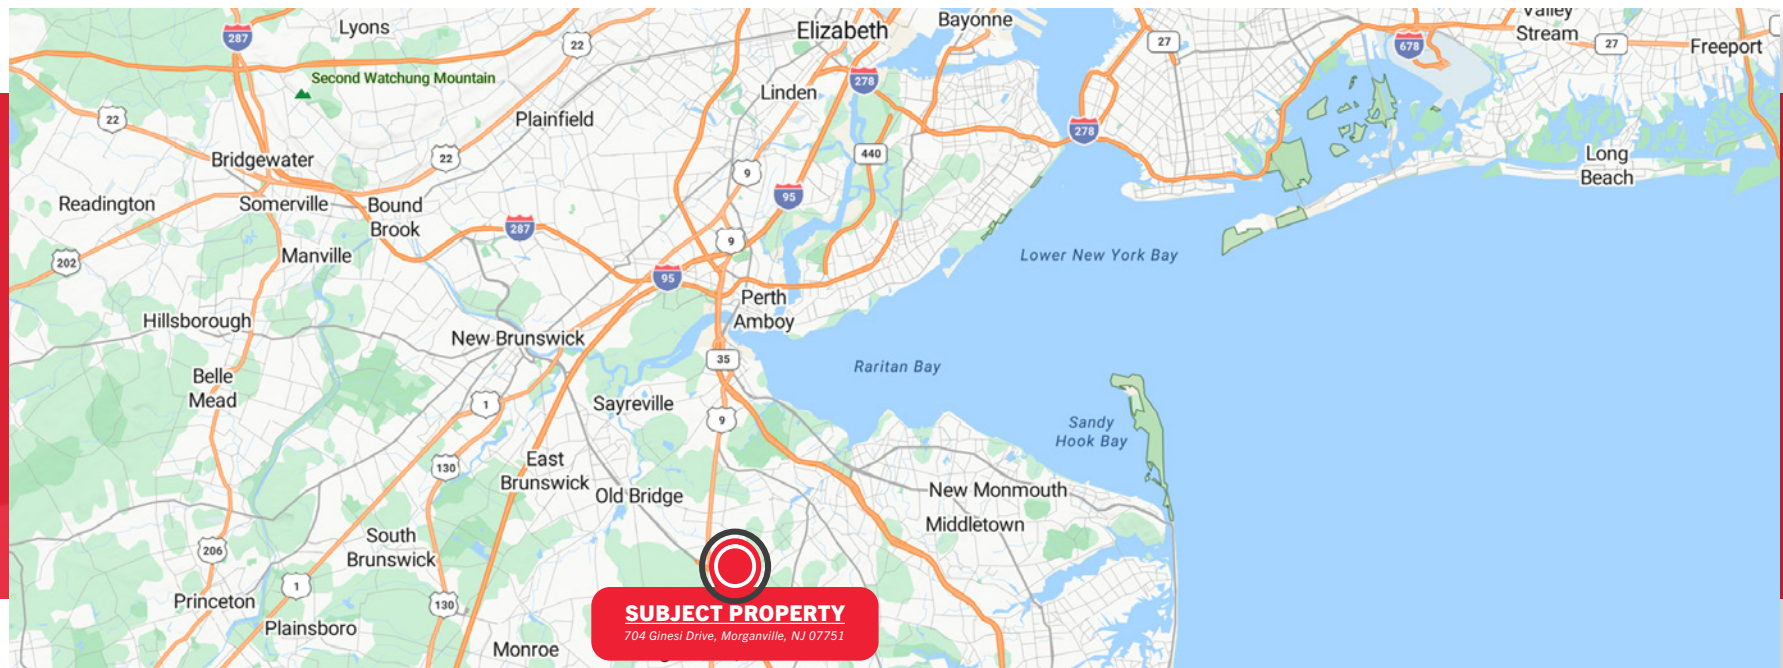 Lyons
287
22
Elizabeth
Bayonne
27
Valley
Stream
678
27
Freeport
Second Watchung Mountain
278
Linden
22
Plainfield
278
Bridgewater
22
440
9
Long
Beach
Readington
Somerville
Bound
Brook
95
287
9
Manville
202
Lower New York Bay
95
Perth
Amboy
Hillsborough
New Brunswick
35
Raritan Bay
Belle
Mead
1
Sayreville
9
Sandy
Hook Bay
130
East
Brunswick
Old Bridge
New Monmouth
Middletown
206
South
Brunswick
1
130
Princeton
Plainsboro
Monroe
SUBJECT PROPERTY
704 Ginesi Drive, Morganville, NJ 07751